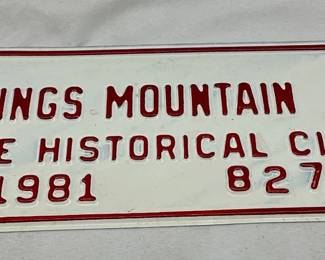 INGS MOUNTAIN
E HISTORICAL CI
1981 827